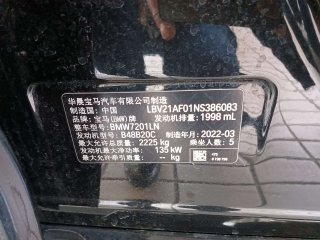 华晨宝马汽车有限公司制造
制造国：中国 LBV21AF01NS386083
品牌：宝马(BMW)牌 发动机排量：1998 mL
整车型号：BMW7201LN
发动机型号：B48B20C 制造年月：2022-03
最大允许总质量：2225 kg 乘坐人数：5
发动机最大净功率：135 kW
最大允许牵引质量：-- kg